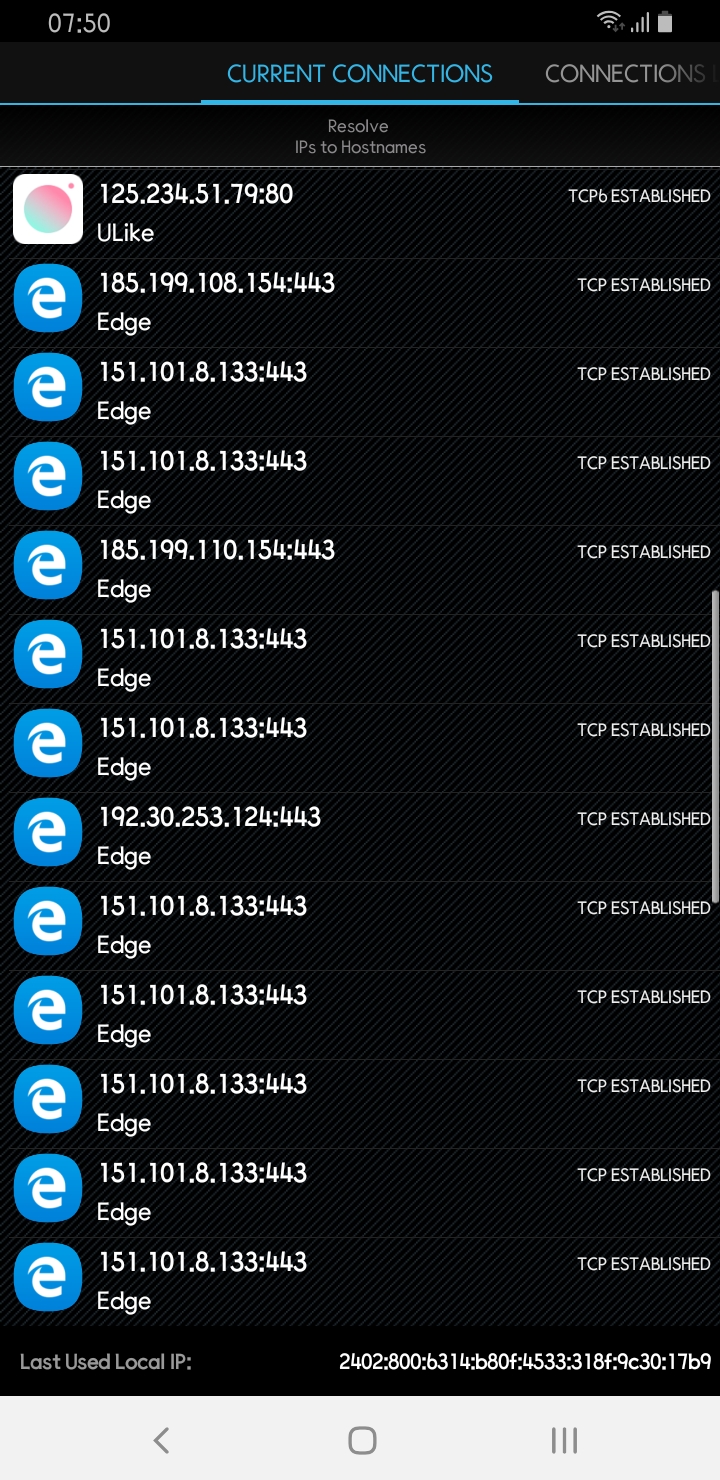 07:50
CURRENT CONNECTIONS CONNECTIONS
Resolve
IPs to Hostnames
125.234.51.79:80 TCP6 ESTABLISHED
ULike
185.199.108.154:443 TCP ESTABLISHED
Edge
151.101.8.133:443 TCP ESTABLISHED
Edge
151.101.8.133:443 TCP ESTABLISHED
Edge
185.199.110.154:443 TCP ESTABLISHED
Edge
151.101.8.133:443 TCP ESTABLISHED
Edge
151.101.8.133:443 TCP ESTABLISHED
Edge
192.30.253.124:443 TCP ESTABLISHED
Edge
151.101.8.133:443 TCP ESTABLISHED
Edge
151.101.8.133:443 TCP ESTABLISHED
Edge
151.101.8.133:443 TCP ESTABLISHED
Edge
151.101.8.133:443 TCP ESTABLISHED
Edge
151.101.8.133:443 TCP ESTABLISHED
Edge
Last Used Local IP: 2402:800:6314:b80f:4533:318f:9c30:17b9